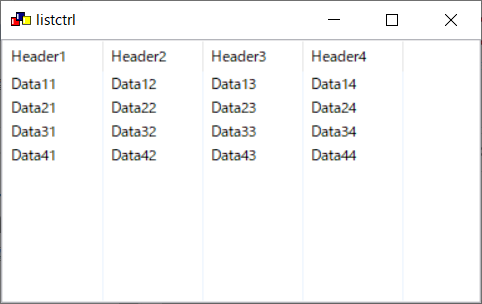 listctrl
Header1 Header2 Header3 Header4
Data11 Data12 Data13 Data14
Data21 Data22 Data23 Data24
Data31 Data32 Data33 Data34
Data41 Data42 Data43 Data44